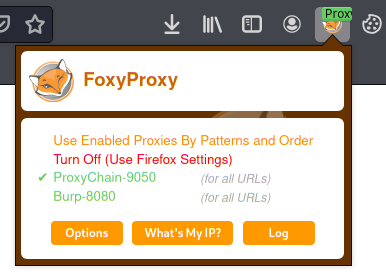 Proxy
FoxyProxy
Use Enabled Proxies By Patterns and Order
Turn Off (Use Firefox Settings)
✔ ProxyChain-9050 (for all URLs)
Burp-8080 (for all URLs)
Options What's My IP? Log